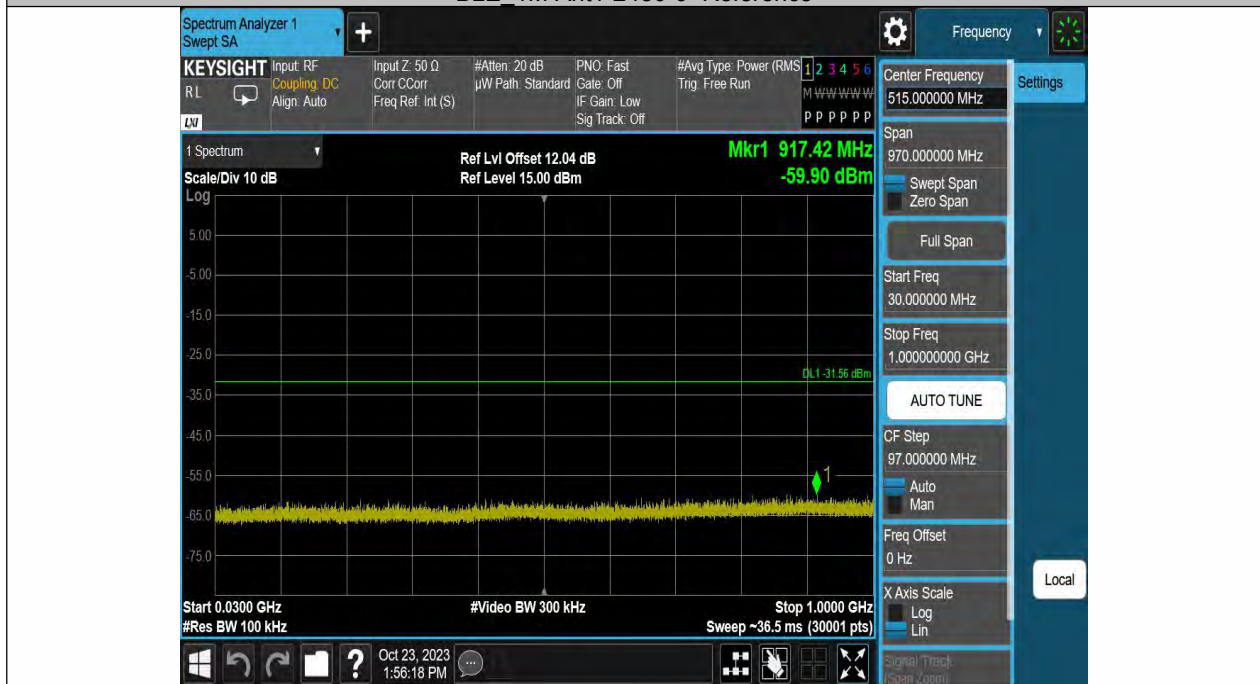 Spectrum Analyzer 1
Swept SA
Frequency
KEYSIGHT
RL
LXI
Input: RF
Coupling: DC
Align: Auto
Input Z: 50 Ω
Corr CCorr
Freq Ref: Int (S)
#Atten: 20 dB
µW Path: Standard
PNO: Fast
Gate: Off
IF Gain: Low
Sig Track: Off
#Avg Type: Power (RMS
Trig: Free Run
1 2 3 4 5 6
M W W W W W
P P P P P P
1 Spectrum
Scale/Div 10 dB
Ref Lvl Offset 12.04 dB
Ref Level 15.00 dBm
Mkr1 917.42 MHz
-59.90 dBm
Log
5.00
-5.00
-15.0
-25.0
DL1 -31.56 dBm
-35.0
-45.0
-55.0
1
-65.0
-75.0
Start 0.0300 GHz
#Res BW 100 kHz
#Video BW 300 kHz
Stop 1.0000 GHz
Sweep ~36.5 ms (30001 pts)
Oct 23, 2023
1:56:18 PM
Center Frequency
515.000000 MHz
Settings
Span
970.000000 MHz
Swept Span
Zero Span
Full Span
Start Freq
30.000000 MHz
Stop Freq
1.000000000 GHz
AUTO TUNE
CF Step
97.000000 MHz
Auto
Man
Freq Offset
0 Hz
X Axis Scale
Log
Lin
Local
Signal Track
(Span Zoom)